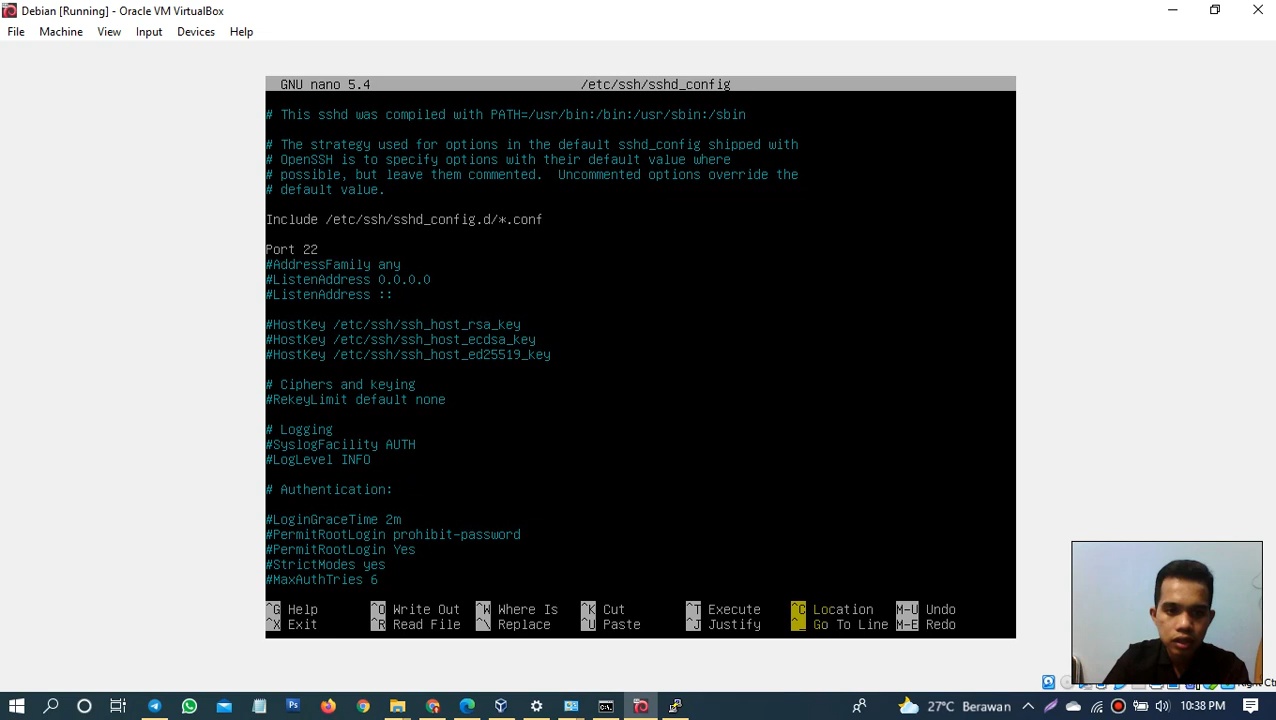 Debian [Running] - Oracle VM VirtualBox
File Machine View Input Devices Help
GNU nano 5.4 /etc/ssh/sshd_config
# This sshd was compiled with PATH=/usr/bin:/bin:/usr/sbin:/sbin
# The strategy used for options in the default sshd_config shipped with
# OpenSSH is to specify options with their default value where
# possible, but leave them commented.  Uncommented options override the
# default value.
Include /etc/ssh/sshd_config.d/*.conf
Port 22
#AddressFamily any
#ListenAddress 0.0.0.0
#ListenAddress ::
#HostKey /etc/ssh/ssh_host_rsa_key
#HostKey /etc/ssh/ssh_host_ecdsa_key
#HostKey /etc/ssh/ssh_host_ed25519_key
# Ciphers and keying
#RekeyLimit default none
# Logging
#SyslogFacility AUTH
#LogLevel INFO
# Authentication:
#LoginGraceTime 2m
#PermitRootLogin prohibit-password
#PermitRootLogin Yes
#StrictModes yes
#MaxAuthTries 6
^G Help ^O Write Out ^W Where Is ^K Cut ^T Execute ^C Location M-U Undo
^X Exit ^R Read File ^\ Replace ^U Paste ^J Justify ^_ Go To Line M-E Redo
Right Ctr
27°C Berawan 10:38 PM